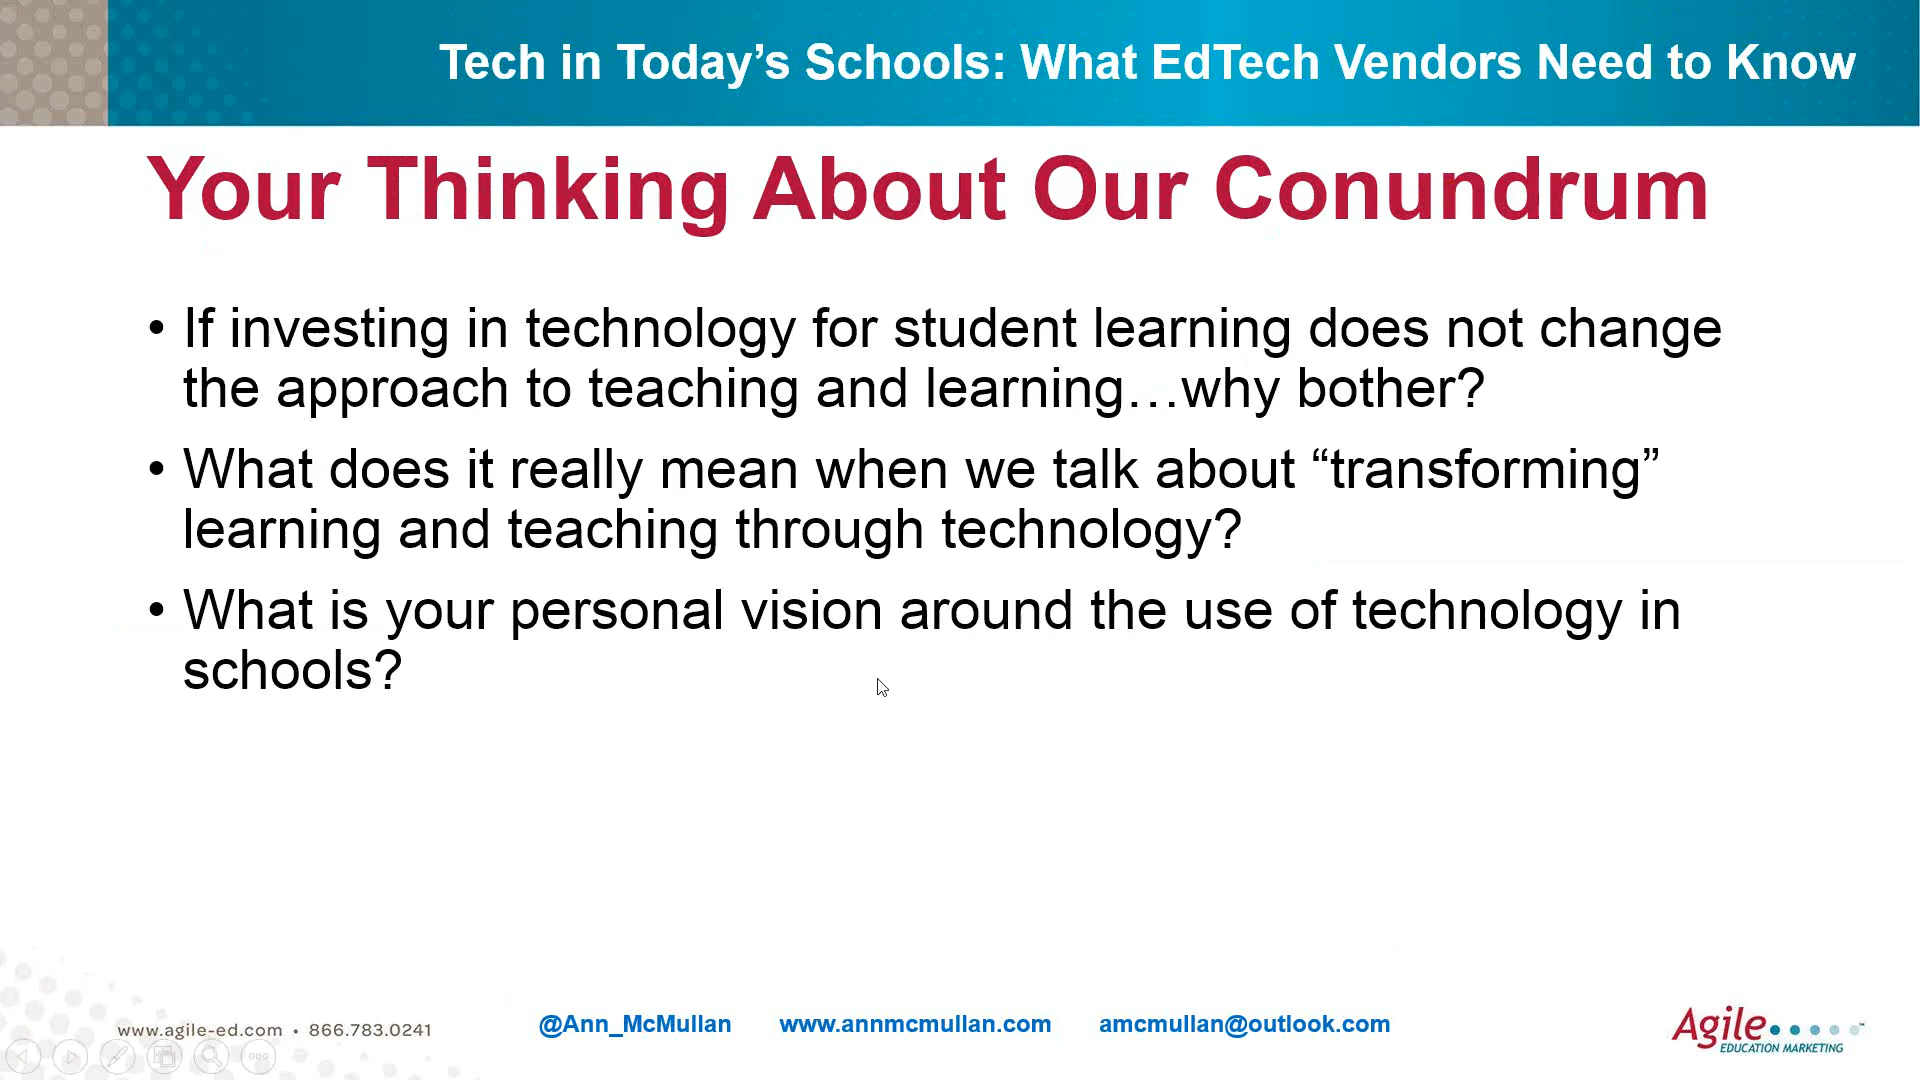 Tech in Today’s Schools: What EdTech Vendors Need to Know
Your Thinking About Our Conundrum
• If investing in technology for student learning does not change
the approach to teaching and learning…why bother?
• What does it really mean when we talk about “transforming”
learning and teaching through technology?
• What is your personal vision around the use of technology in
schools?
www.agile-ed.com • 866.783.0241
@Ann_McMullan www.annmcmullan.com amcmullan@outlook.com
Agile™
EDUCATION MARKETING